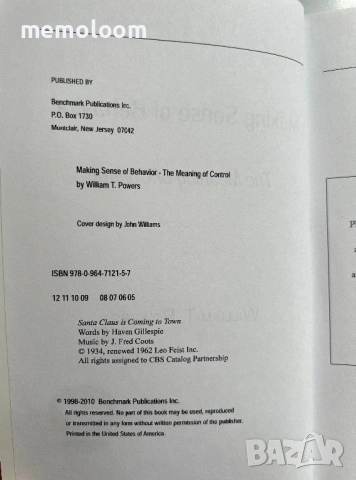 memoloom
PUBLISHED BY
Benchmark Publications Inc.
P.O. Box 1730
Montclair, New Jersey 07042
Making Sense of Behavior - The Meaning of Control
by William T. Powers
Cover design by John Williams
ISBN 978-0-964-7121-5-7
12 11 10 09 08 07 06 05
Santa Claus is Coming to Town
Words by Haven Gillespie
Music by J. Fred Coots
© 1934, renewed 1962 Leo Feist Inc.
All rights assigned to CBS Catalog Partnership
© 1998-2010 Benchmark Publications Inc.
All rights reserved. No part of this book may be used, reproduced
or transmitted in any form without written permission of the publisher.
Printed in the United States of America.
BAZAR